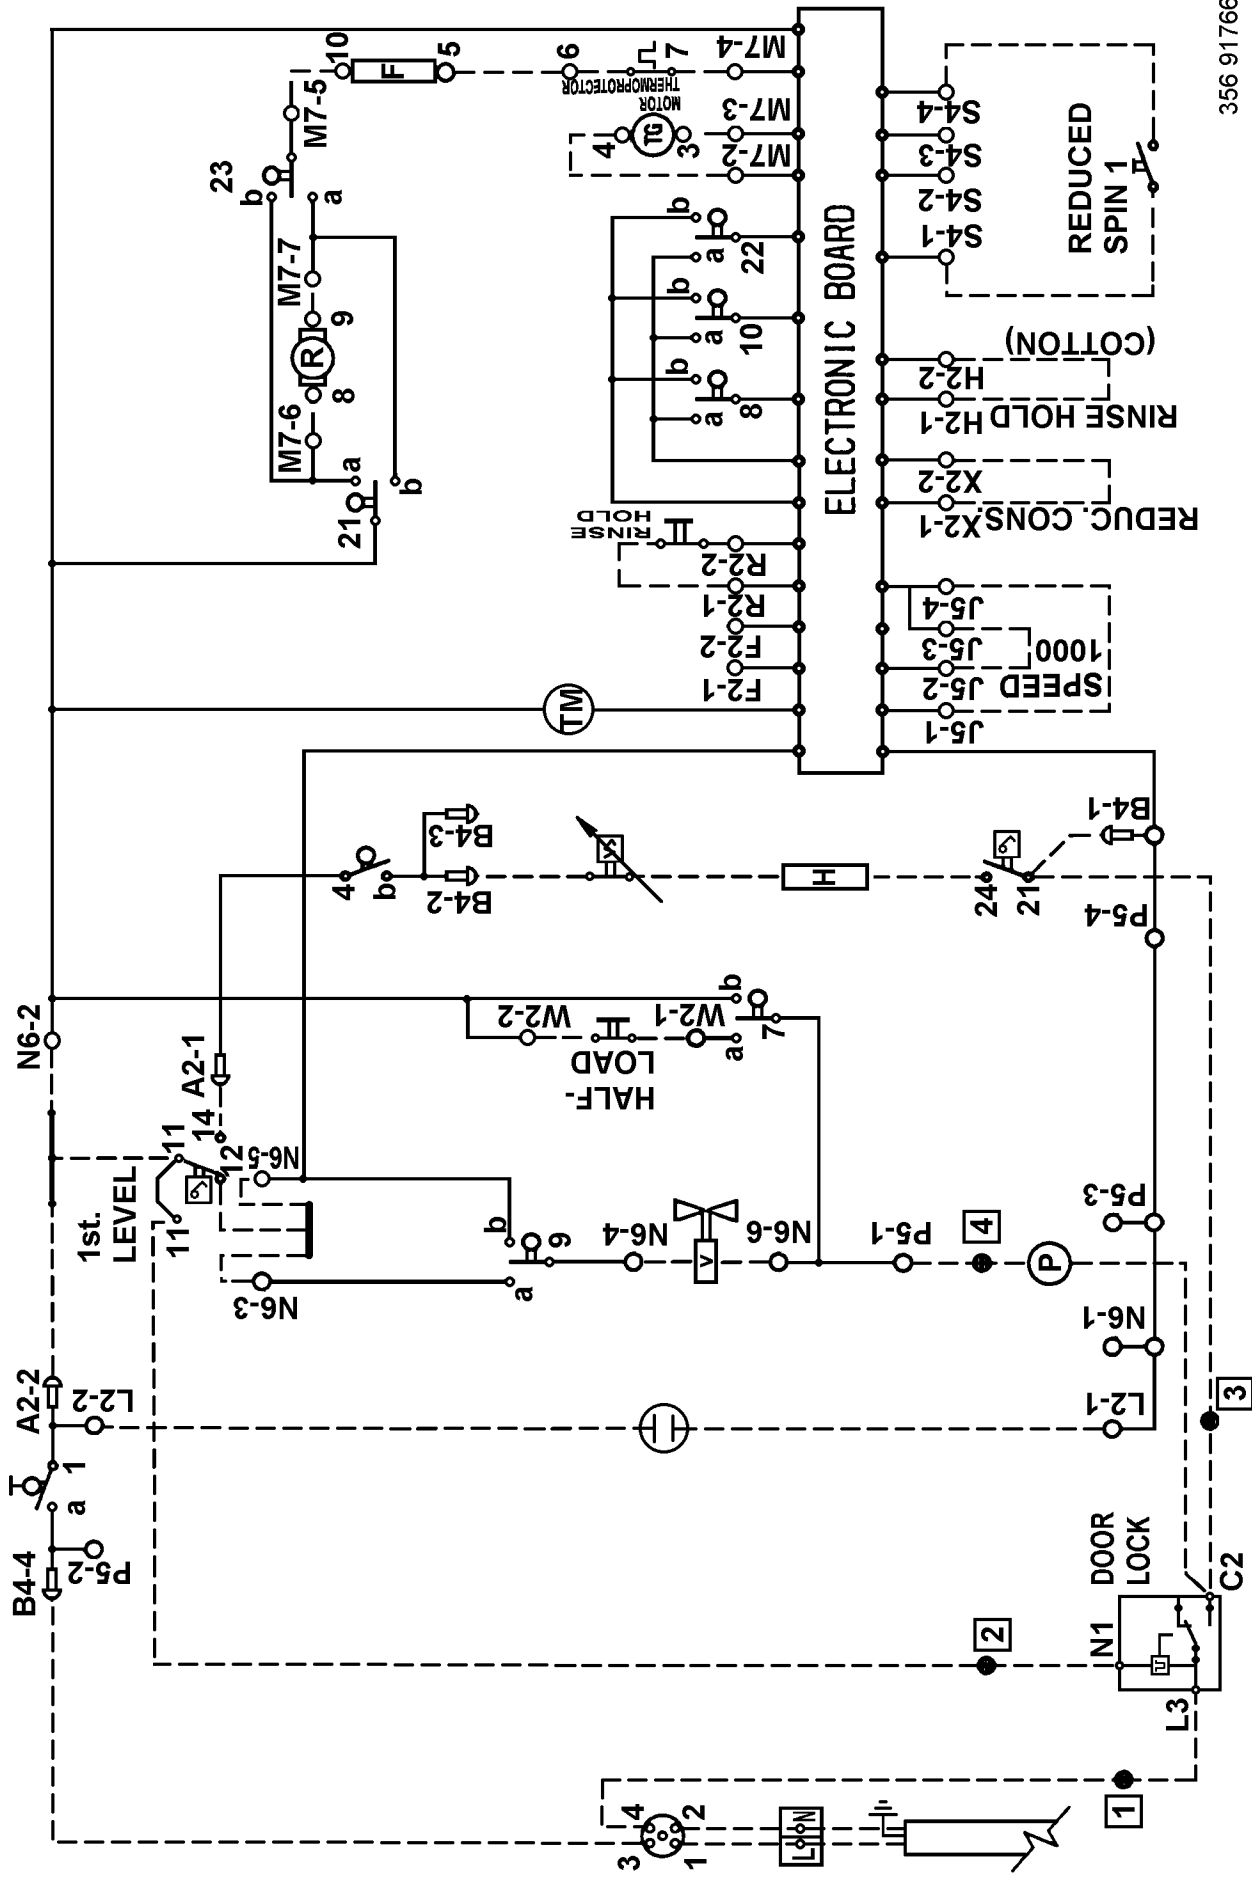 356 91766
10
5
M7-5
F
23
b
a
6
7
THERMOPROTECTOR
M7-4
MOTOR
TG
4
3
M7-3
M7-2
M7-7
9
R
8
M7-6
a
b
21
b
a
22
b
a
10
b
a
8
RINSE
HOLD
R2-2
R2-1
F2-2
F2-1
TM
ELECTRONIC BOARD
S4-4
S4-3
S4-2
S4-1
REDUCED
SPIN 1
(COTTON)
H2-2
H2-1
RINSE HOLD
X2-2
X2-1
REDUC. CONS.
J5-4
J5-3
J5-2
J5-1
1000
SPEED
4
b
B4-3
B4-2
H
24
21
B4-1
P5-4
N6-2
A2-1
14
11
12
N6-5
1st.
LEVEL
11
N6-3
W2-2
W2-1
HALF-
LOAD
b
a
7
b
a
9
N6-4
V
N6-6
P5-1
4
P
P5-3
N6-1
L2-1
3
A2-2
L2-2
1
a
B4-4
P5-2
DOOR
LOCK
C2
N1
L3
2
1
4
3
2
1
L
N